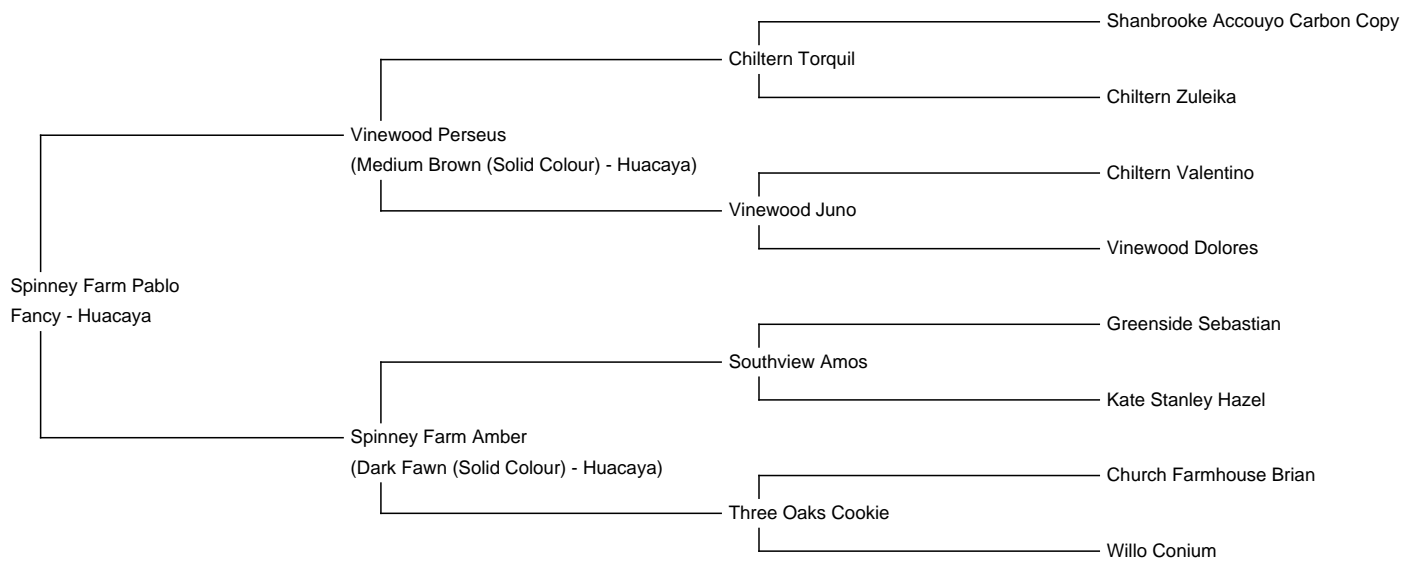 Shanbrooke Accouyo Carbon Copy
Chiltern Torquil
Chiltern Zuleika
Vinewood Perseus
(Medium Brown (Solid Colour) - Huacaya)
Chiltern Valentino
Vinewood Juno
Vinewood Dolores
Spinney Farm Pablo
Fancy - Huacaya
Greenside Sebastian
Southview Amos
Kate Stanley Hazel
Spinney Farm Amber
(Dark Fawn (Solid Colour) - Huacaya)
Church Farmhouse Brian
Three Oaks Cookie
Willo Conium